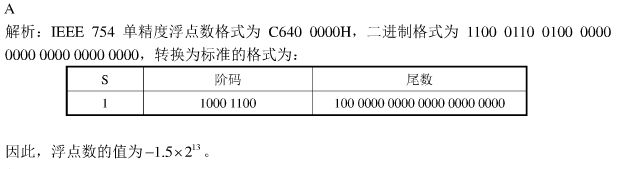 A
解析：IEEE 754 单精度浮点数格式为 C640 0000H，二进制格式为 1100 0110 0100 0000
0000 0000 0000 0000，转换为标准的格式为：
S 阶码 尾数
1 1000 1100 100 0000 0000 0000 0000 0000
因此，浮点数的值为 −1.5×2¹³ 。